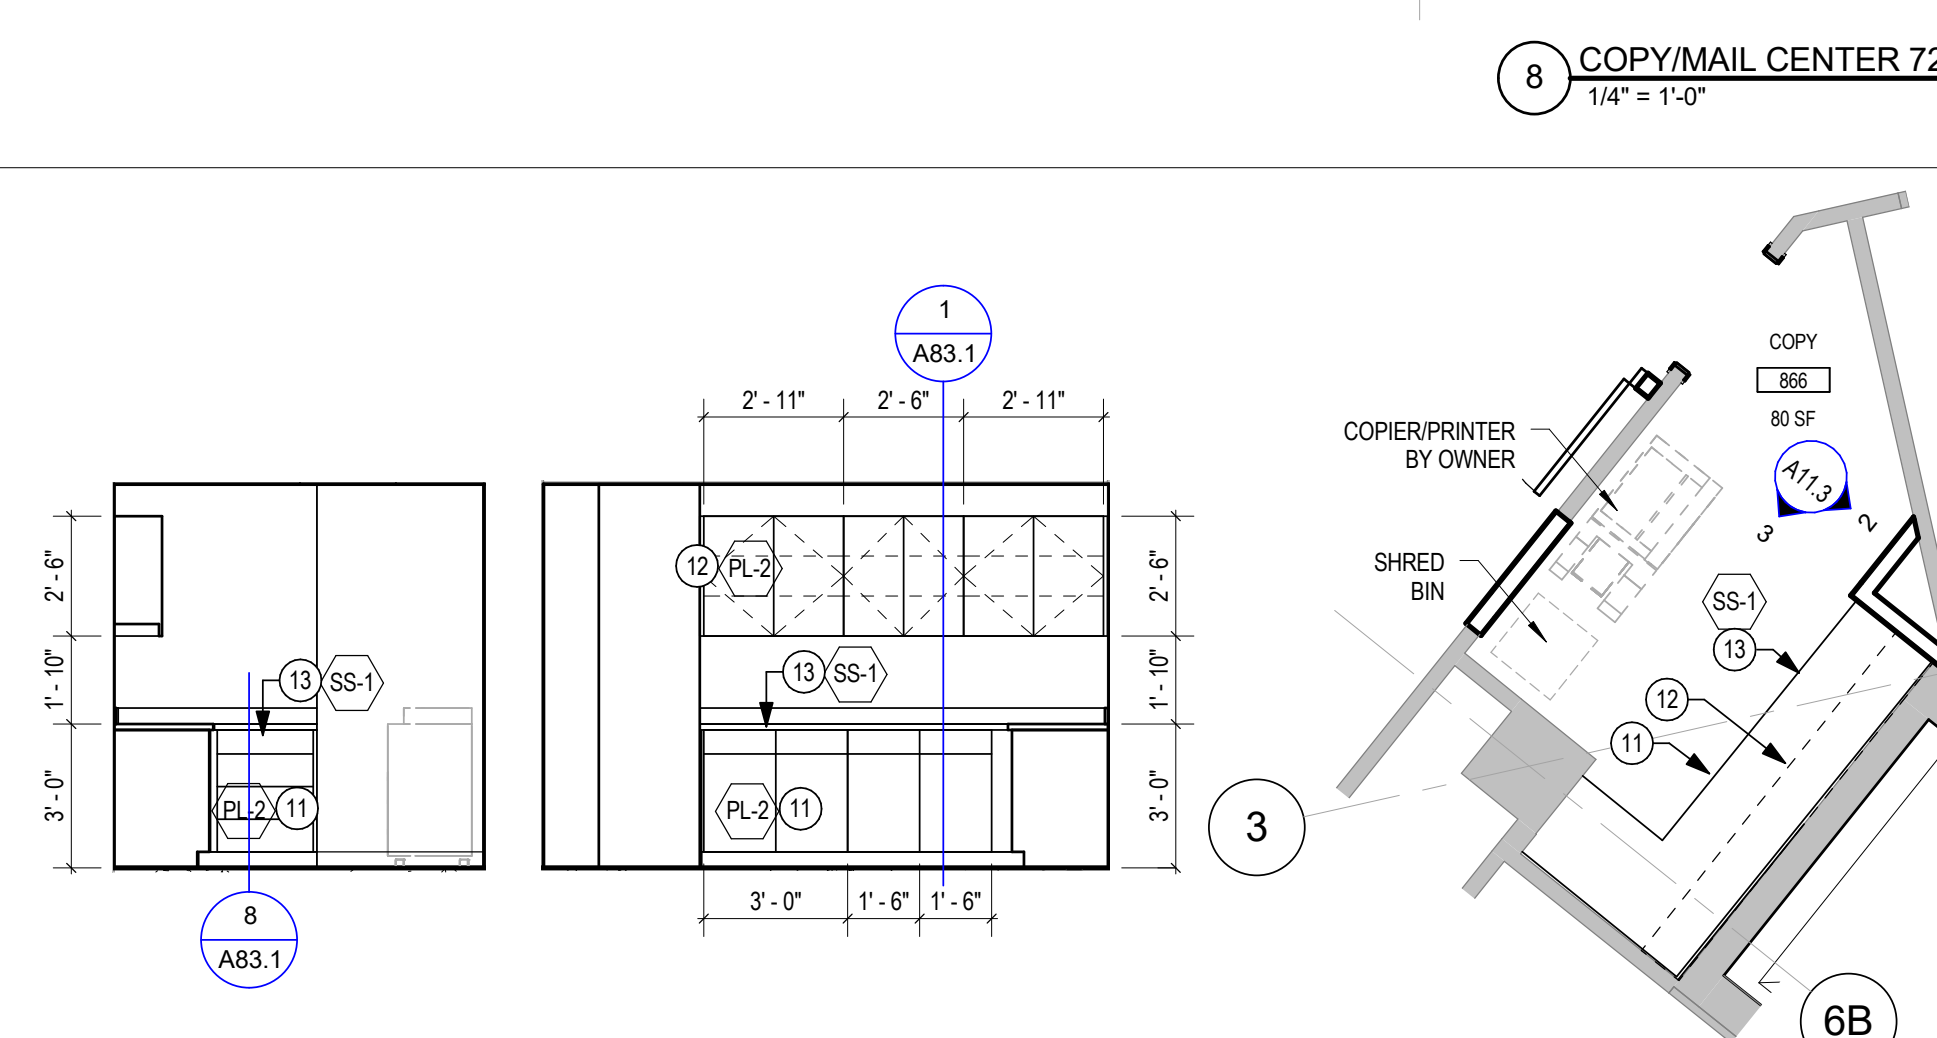 8
COPY/MAIL CENTER 72
1/4" = 1'-0"
1
A83.1
2' - 11"
2' - 6"
2' - 11"
2' - 6"
1' - 10"
3' - 0"
13
SS-1
PL-2
11
8
A83.1
12
PL-2
13
SS-1
PL-2
11
2' - 6"
1' - 10"
3' - 0"
3' - 0"
1' - 6"
1' - 6"
COPY
866
80 SF
A11.3
3
2
COPIER/PRINTER
BY OWNER
SHRED
BIN
SS-1
13
12
11
3
6B